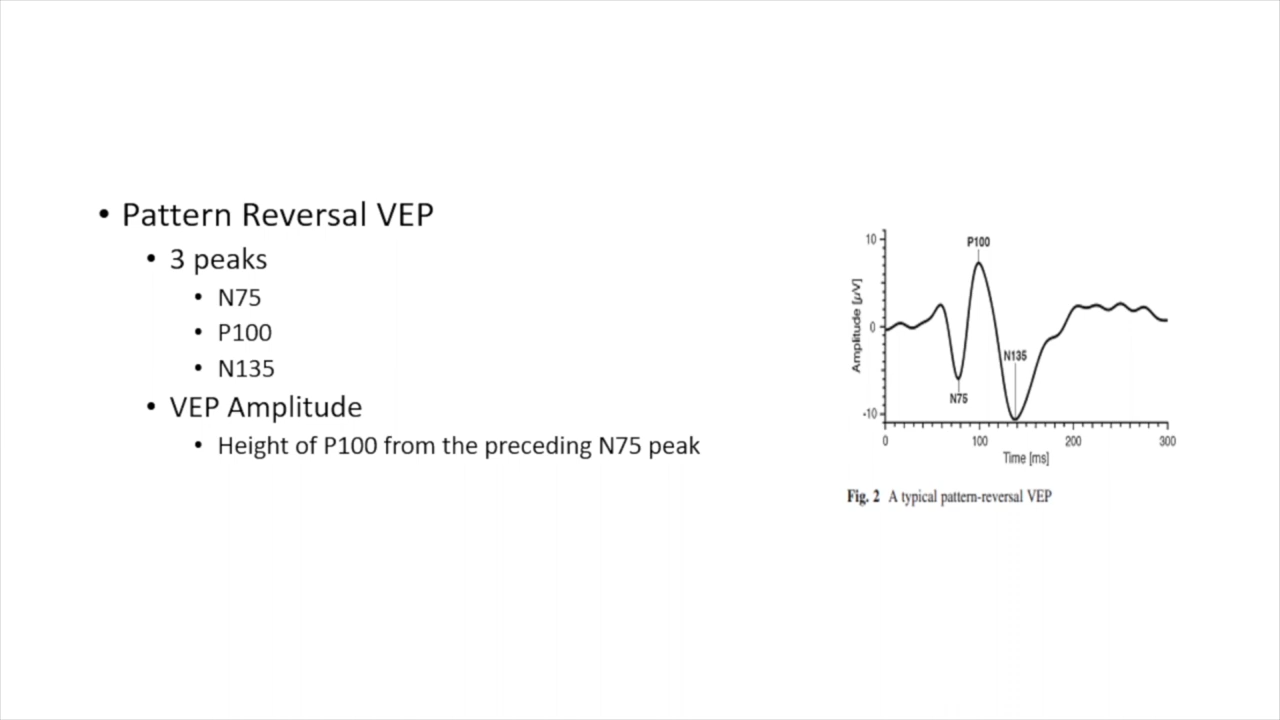 • Pattern Reversal VEP
• 3 peaks
• N75
• P100
• N135
• VEP Amplitude
• Height of P100 from the preceding N75 peak
10
0
-10
Amplitude [µV]
P100
N135
N75
0 100 200 300
Time [ms]
Fig. 2 A typical pattern-reversal VEP